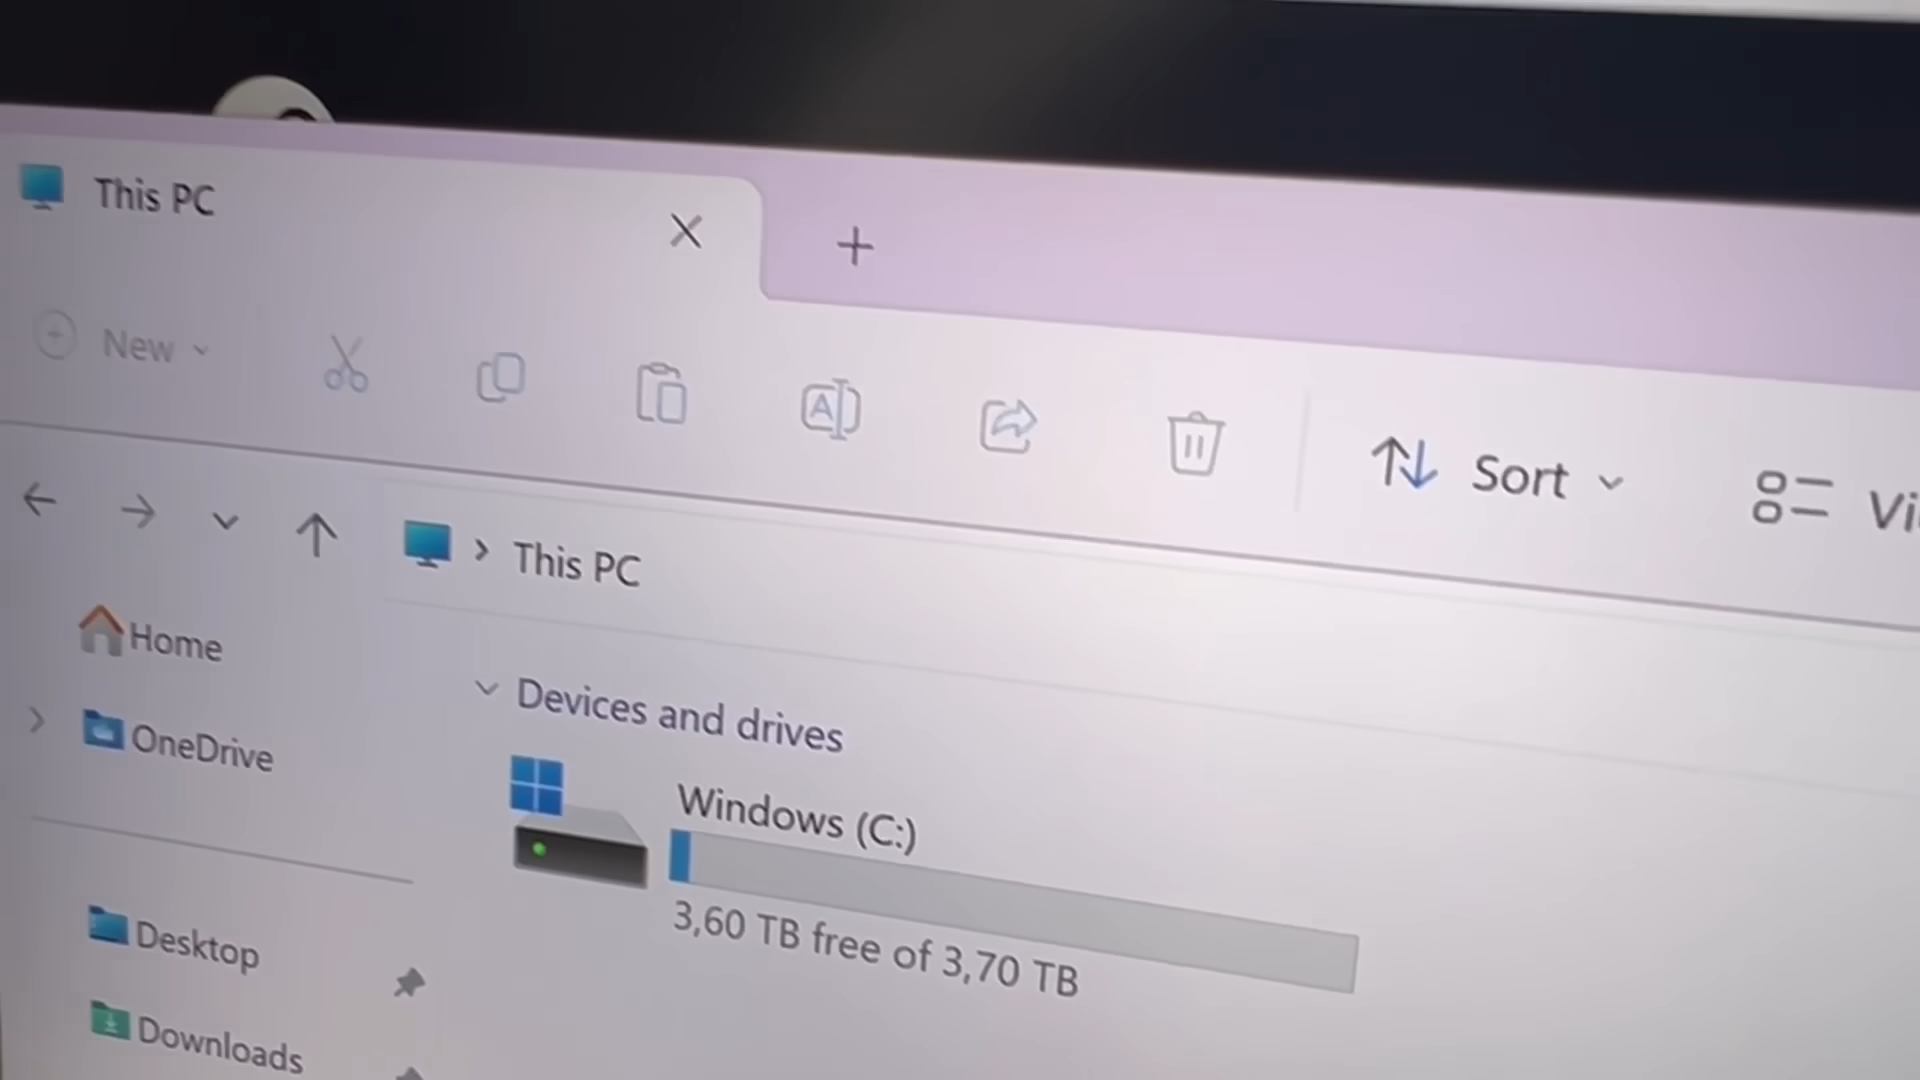 This PC
New
Sort
Home
This PC
OneDrive
Devices and drives
Windows (C:)
3,60 TB free of 3,70 TB
Desktop
Downloads